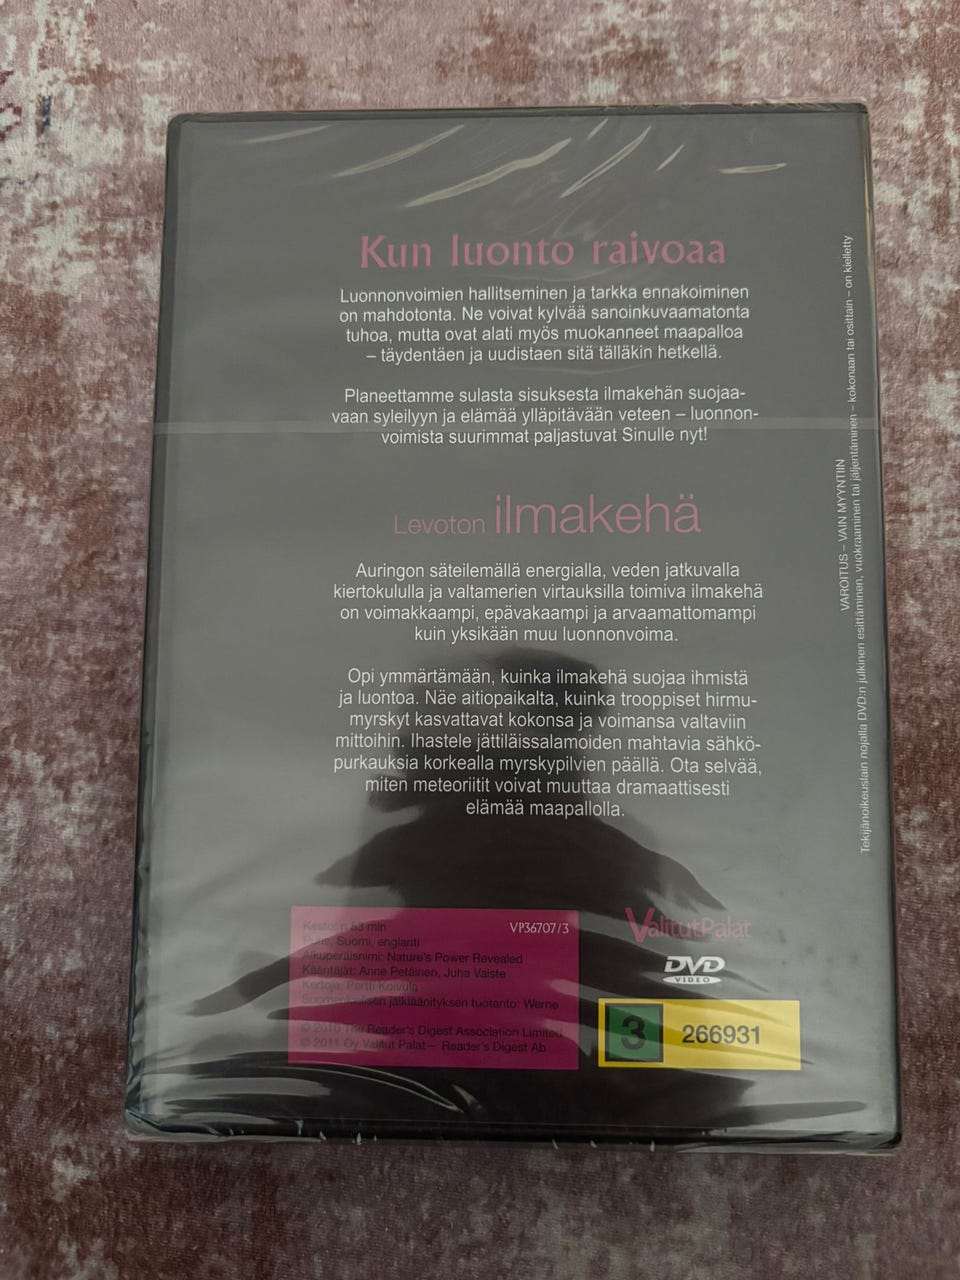 Kun luonto raivoaa
Luonnonvoimien hallitseminen ja tarkka ennakoiminen
on mahdotonta. Ne voivat kylvää sanoinkuvaamatonta
tuhoa, mutta ovat alati myös muokanneet maapalloa
– täydentäen ja uudistaen sitä tälläkin hetkellä.
Planeettamme sulasta sisuksesta ilmakehän suojaa-
vaan syleilyyn ja elämää ylläpitävään veteen – luonnon-
voimista suurimmat paljastuvat Sinulle nyt!
Levoton ilmakehä
Auringon säteilemällä energialla, veden jatkuvalla
kiertokululla ja valtamerien virtauksilla toimiva ilmakehä
on voimakkaampi, epävakaampi ja arvaamattomampi
kuin yksikään muu luonnonvoima.
Opi ymmärtämään, kuinka ilmakehä suojaa ihmistä
ja luontoa. Näe aitiopaikalta, kuinka trooppiset hirmu-
myrskyt kasvattavat kokonsa ja voimansa valtaviin
mittoihin. Ihastele jättiläissalamoiden mahtavia sähkö-
purkauksia korkealla myrskypilvien päällä. Ota selvää,
miten meteoriitit voivat muuttaa dramaattisesti
elämää maapallolla.
VAROITUS – VAIN MYYNTIIN
Tekijänoikeuslain nojalla DVD:n julkinen esittäminen, vuokraaminen tai jäljentäminen – kokonaan tai osittain – on kielletty
Kesto: n 53 min
VP36707/3
Puhe: Suomi, englanti
Alkuperäisnimi: Nature's Power Revealed
Kääntäjät: Anne Petäinen, Juha Vaiste
Kertoja: Pertti Koivula
Suomenkielisen jälkiäänityksen tuotanto: Werne
© 2010 The Reader's Digest Association Limited
© 2011 Oy Valitut Palat – Reader's Digest Ab
Valitut Palat
DVD
VIDEO
3
266931